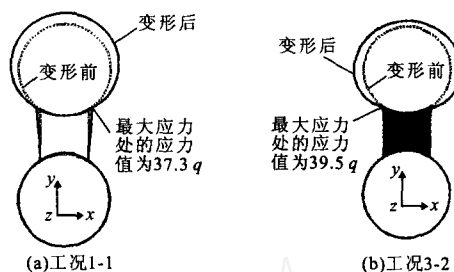 变形后
变形前
最大应力
处的应力
值为37.3q
y
z
x
(a)工况1-1
变形后
变形前
最大应力
处的应力
值为39.5q
y
z
x
(b)工况3-2